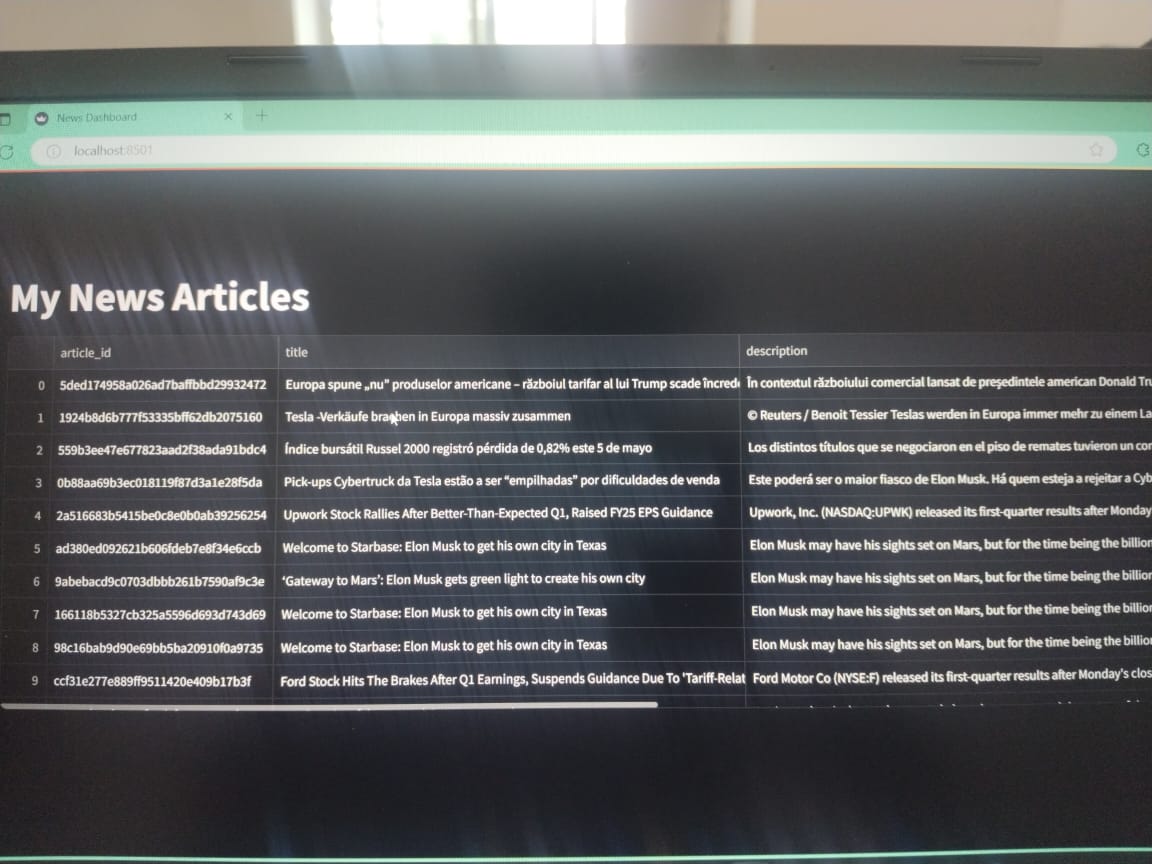 News Dashboard
localhost:8501
My News Articles
article_id title description
0 5ded174958a026ad7baffbbd29932472 Europa spune „nu” produselor americane – războiul tarifar al lui Trump scade încred În contextul războiului comercial lansat de președintele american Donald Tru
1 1924b8d6b777f53335bff62db2075160 Tesla -Verkäufe brachen in Europa massiv zusammen © Reuters / Benoit Tessier Teslas werden in Europa immer mehr zu einem La
2 559b3ee47e677823aad2f38ada91bdc4 Índice bursátil Russel 2000 registró pérdida de 0,82% este 5 de mayo Los distintos títulos que se negociaron en el piso de remates tuvieron un con
3 0b88aa69b3ec018119f87d3a1e28f5da Pick-ups Cybertruck da Tesla estão a ser “empilhadas” por dificuldades de venda Este poderá ser o maior fiasco de Elon Musk. Há quem esteja a rejeitar a Cyb
4 2a516683b5415be0c8e0b0ab39256254 Upwork Stock Rallies After Better-Than-Expected Q1, Raised FY25 EPS Guidance Upwork, Inc. (NASDAQ:UPWK) released its first-quarter results after Monday
5 ad380ed092621b606fdeb7e8f34e6ccb Welcome to Starbase: Elon Musk to get his own city in Texas Elon Musk may have his sights set on Mars, but for the time being the billion
6 9abebacd9c0703dbbb261b7590af9c3e ‘Gateway to Mars’: Elon Musk gets green light to create his own city Elon Musk may have his sights set on Mars, but for the time being the billion
7 166118b5327cb325a5596d693d743d69 Welcome to Starbase: Elon Musk to get his own city in Texas Elon Musk may have his sights set on Mars, but for the time being the billion
8 98c16bab9d90e69bb5ba20910f0a9735 Welcome to Starbase: Elon Musk to get his own city in Texas Elon Musk may have his sights set on Mars, but for the time being the billio
9 ccf31e277e889ff9511420e409b17b3f Ford Stock Hits The Brakes After Q1 Earnings, Suspends Guidance Due To 'Tariff-Relat Ford Motor Co (NYSE:F) released its first-quarter results after Monday's clos